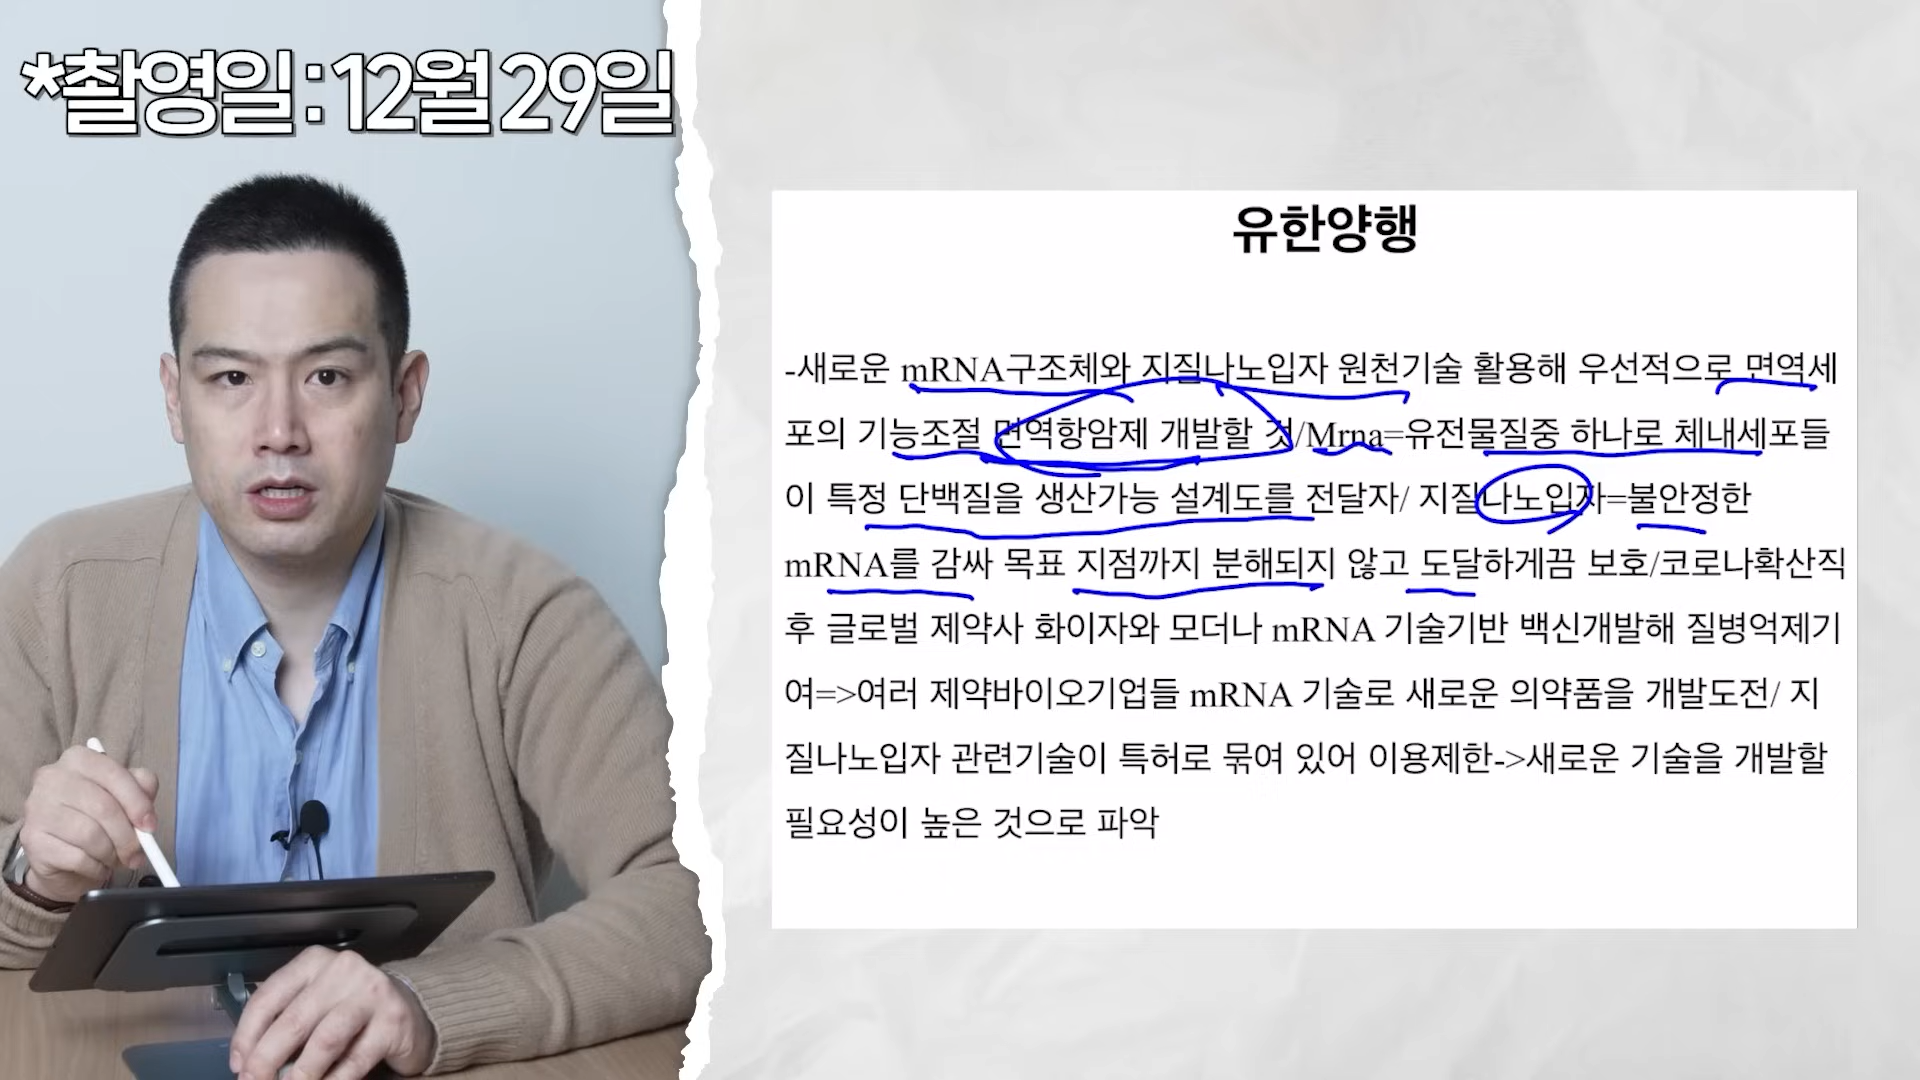 *촬영일 : 12월 29일
유한양행
-새로운 mRNA구조체와 지질나노입자 원천기술 활용해 우선적으로 면역세
포의 기능조절 면역항암제 개발할 것/Mrna=유전물질중 하나로 체내세포들
이 특정 단백질을 생산가능 설계도를 전달자/ 지질나노입자=불안정한
mRNA를 감싸 목표 지점까지 분해되지 않고 도달하게끔 보호/코로나확산직
후 글로벌 제약사 화이자와 모더나 mRNA 기술기반 백신개발해 질병억제기
여=>여러 제약바이오기업들 mRNA 기술로 새로운 의약품을 개발도전/ 지
질나노입자 관련기술이 특허로 묶여 있어 이용제한->새로운 기술을 개발할
필요성이 높은 것으로 파악